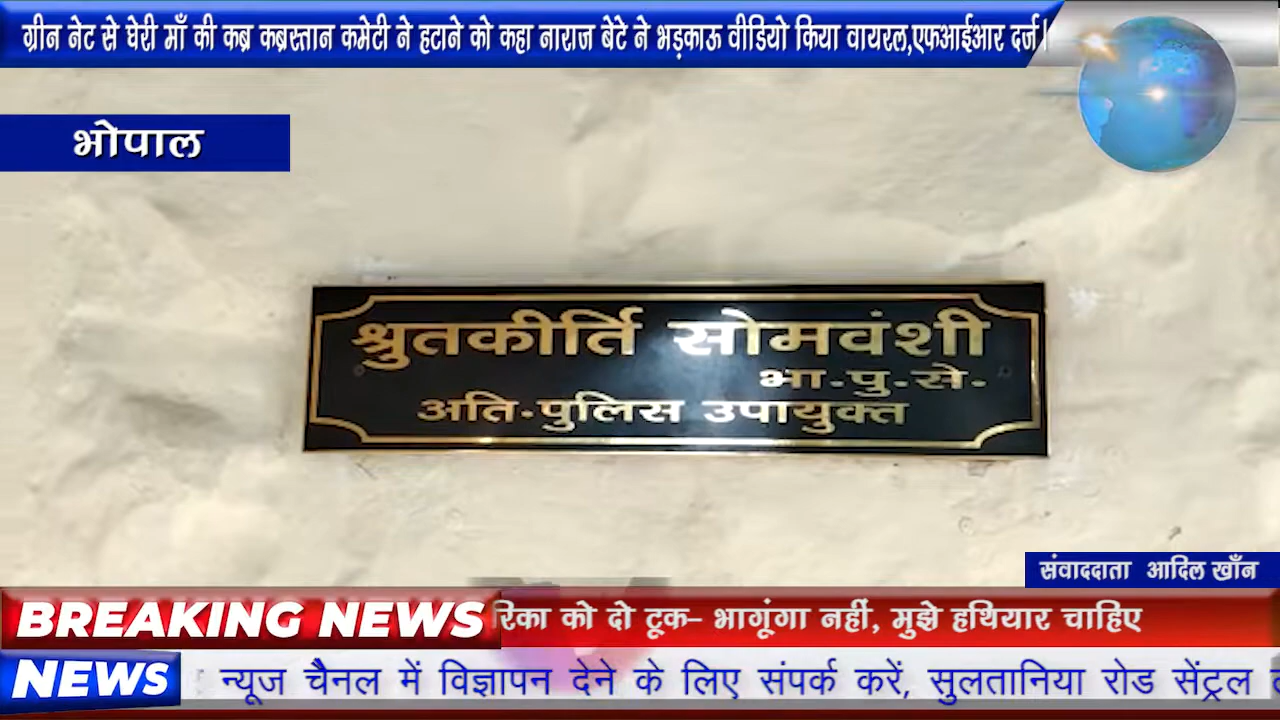 ग्रीन नेट से घेरी माँ की कब्र कब्रस्तान कमेटी ने हटाने को कहा नाराज बेटे ने भड़काऊ वीडियो किया वायरल,एफआईआर दर्ज।
भोपाल
श्रुतकीर्ति सोमवंशी
भा.पु.से.
अति-पुलिस उपायुक्त
संवाददाता आदिल खाँन
BREAKING NEWS
रिका को दो टूक– भागूंगा नहीं, मुझे हथियार चाहिए
NEWS
न्यूज चैनल में विज्ञापन देने के लिए संपर्क करें, सुलतानिया रोड सेंट्रल